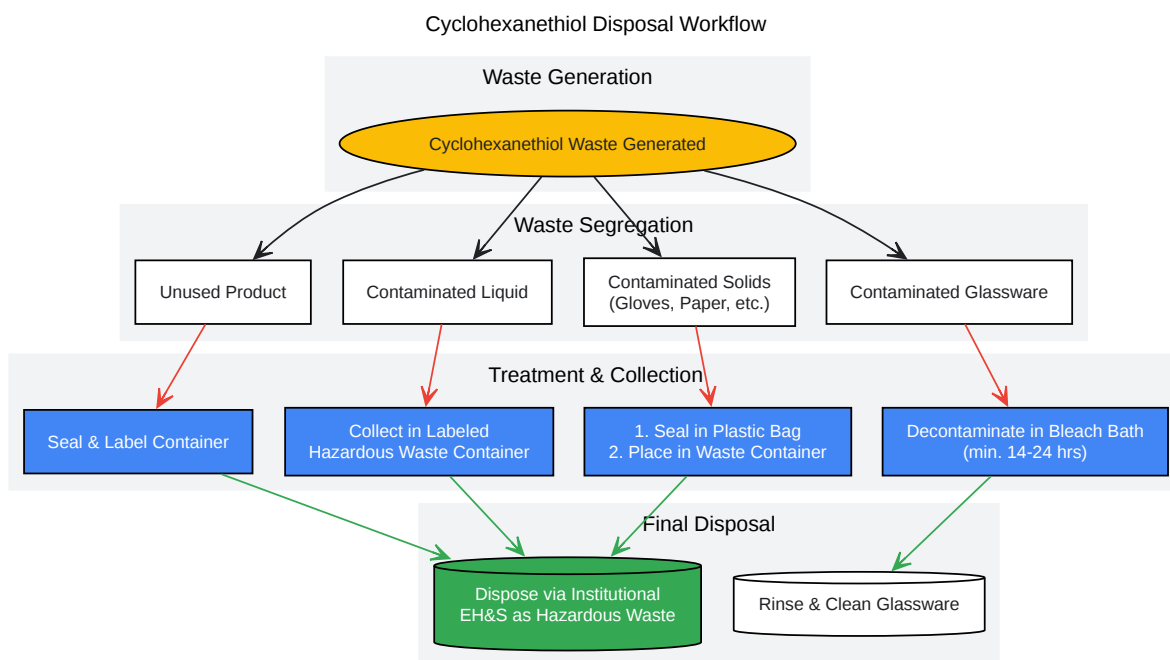 Cyclohexanethiol Disposal Workflow
Waste Generation
Cyclohexanethiol Waste Generated
Waste Segregation
Unused Product
Contaminated Liquid
Contaminated Solids
(Gloves, Paper, etc.)
Contaminated Glassware
Treatment & Collection
Seal & Label Container
Collect in Labeled
Hazardous Waste Container
1. Seal in Plastic Bag
2. Place in Waste Container
Decontaminate in Bleach Bath
(min. 14-24 hrs)
Final Disposal
Dispose via Institutional
EH&S as Hazardous Waste
Rinse & Clean Glassware